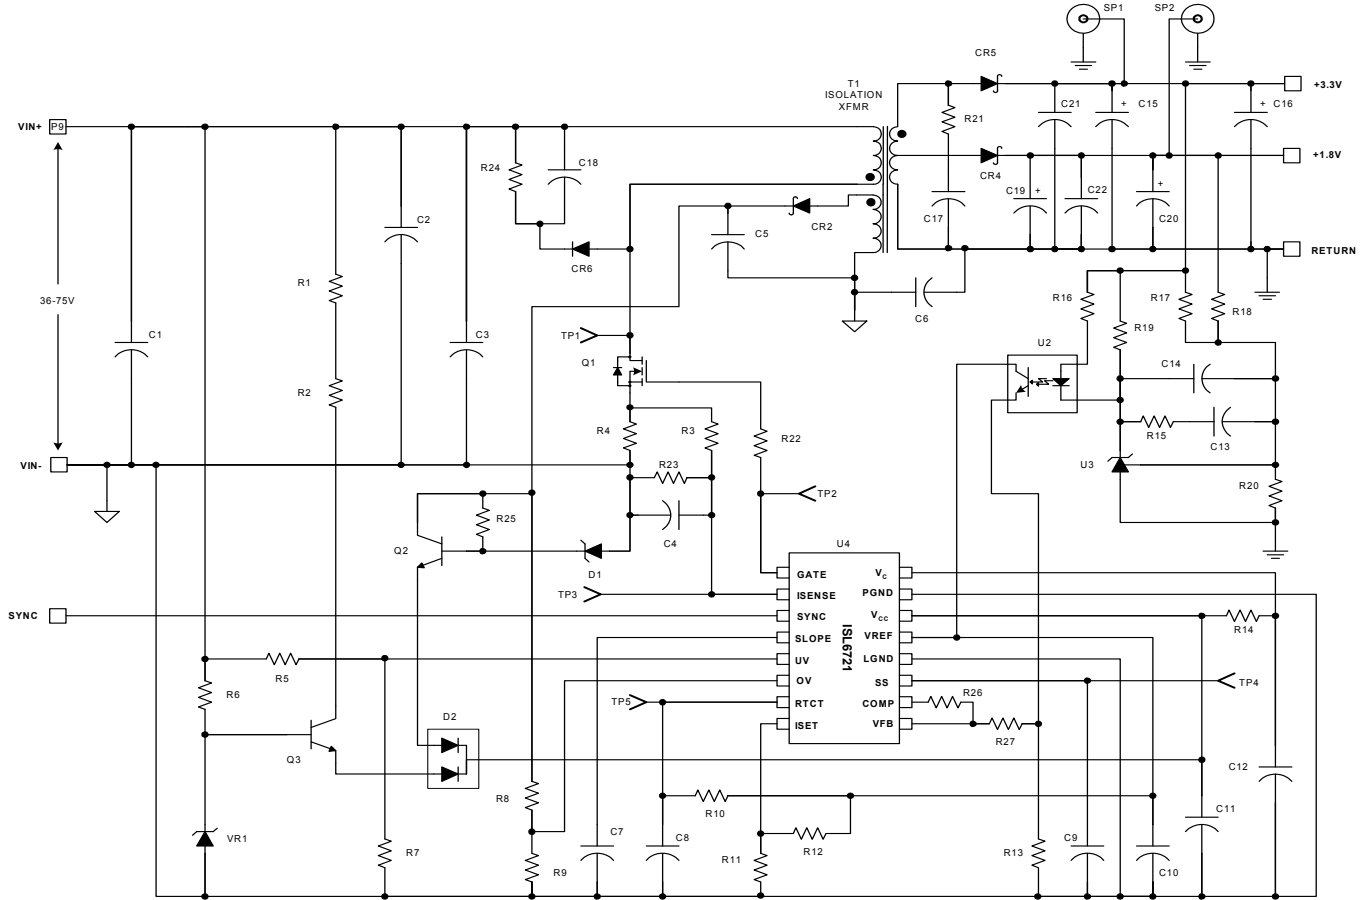 SP1
SP2
CR5
T1
ISOLATION
XFMR
+3.3V
C21
C15
+
C16
+
R21
VIN+
P9
C18
R24
+1.8V
CR4
C19
+
C22
+
C20
C17
C2
CR2
C5
RETURN
CR6
R1
36-75V
C6
R16
R17
R18
R19
C1
C3
TP1
U2
Q1
C14
R2
R4
R3
R22
R15
C13
VIN-
R23
U3
R20
TP2
R25
C4
U4
Q2
D1
GATE
VC
TP3
ISENSE
PGND
SYNC
SYNC
VCC
R14
SLOPE
VREF
ISL6721
UV
LGND
R5
OV
SS
TP4
R6
R26
TP5
RTCT
COMP
D2
ISET
VFB
R27
Q3
C12
R8
R10
C11
VR1
C7
C8
R12
C9
R7
R11
R13
R9
C10